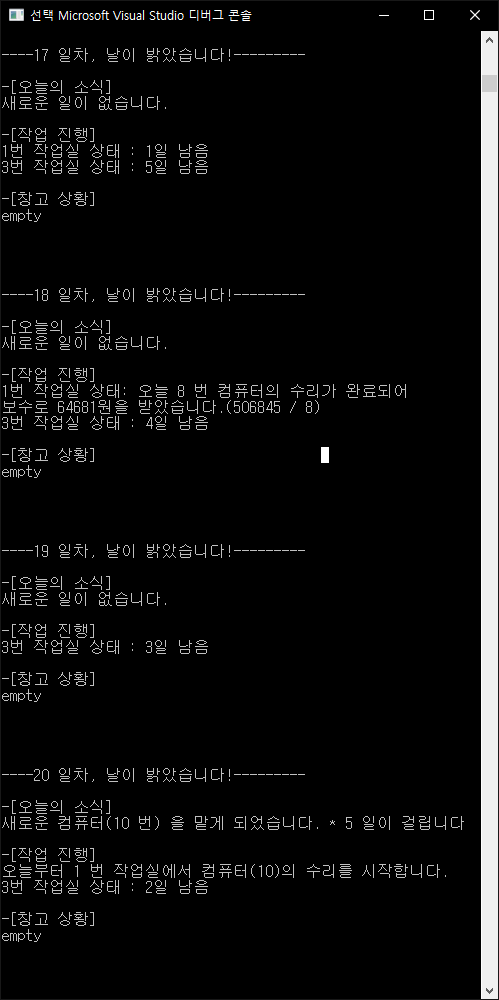 선택 Microsoft Visual Studio 디버그 콘솔
----17 일차, 날이 밝았습니다!---------
-[오늘의 소식]
새로운 일이 없습니다.
-[작업 진행]
1번 작업실 상태 : 1일 남음
3번 작업실 상태 : 5일 남음
-[창고 상황]
empty
----18 일차, 날이 밝았습니다!---------
-[오늘의 소식]
새로운 일이 없습니다.
-[작업 진행]
1번 작업실 상태: 오늘 8 번 컴퓨터의 수리가 완료되어
보수로 64681원을 받았습니다.(506845 / 8)
3번 작업실 상태 : 4일 남음
-[창고 상황]
empty
----19 일차, 날이 밝았습니다!---------
-[오늘의 소식]
새로운 일이 없습니다.
-[작업 진행]
3번 작업실 상태 : 3일 남음
-[창고 상황]
empty
----20 일차, 날이 밝았습니다!---------
-[오늘의 소식]
새로운 컴퓨터(10 번) 을 맡게 되었습니다. * 5 일이 걸립니다
-[작업 진행]
오늘부터 1 번 작업실에서 컴퓨터(10)의 수리를 시작합니다.
3번 작업실 상태 : 2일 남음
-[창고 상황]
empty